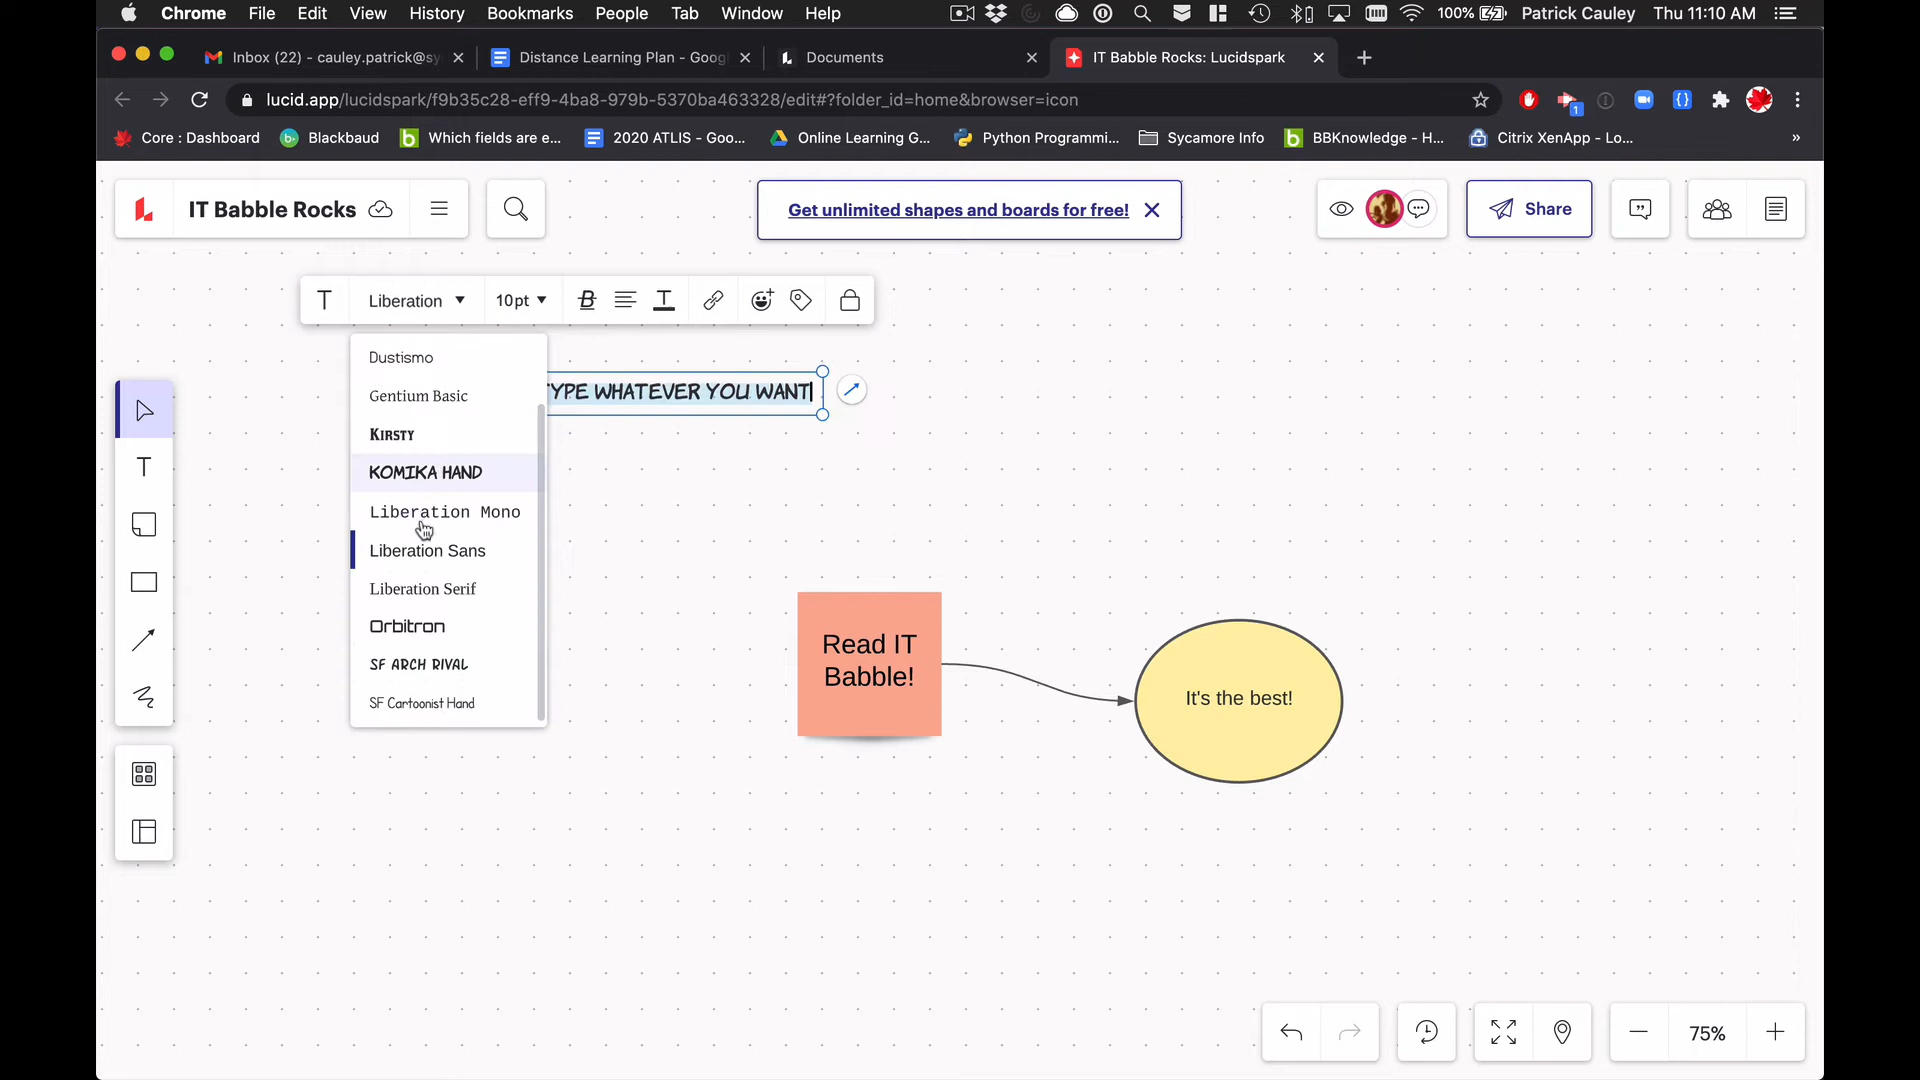 Chrome File Edit View History Bookmarks People Tab Window Help 100% Patrick Cauley Thu 11:10 AM
Inbox (22) - cauley.patrick@sy Distance Learning Plan - Goog Documents IT Babble Rocks: Lucidspark
lucid.app/lucidspark/f9b35c28-eff9-4ba8-979b-5370ba463328/edit#?folder_id=home&browser=icon 1
Core : Dashboard Blackbaud Which fields are e... 2020 ATLIS - Goo... Online Learning G... Python Programmi... Sycamore Info BBKnowledge - H... Citrix XenApp - Lo... »
IT Babble Rocks Get unlimited shapes and boards for free! Share
Liberation 10pt
Dustismo
TYPE WHATEVER YOU WANT
Gentium Basic
Kirsty
KOMIKA HAND
Liberation Mono
Liberation Sans
Liberation Serif
Orbitron
SF ARCH RIVAL
SF Cartoonist Hand
Read IT
Babble!
It's the best!
75%